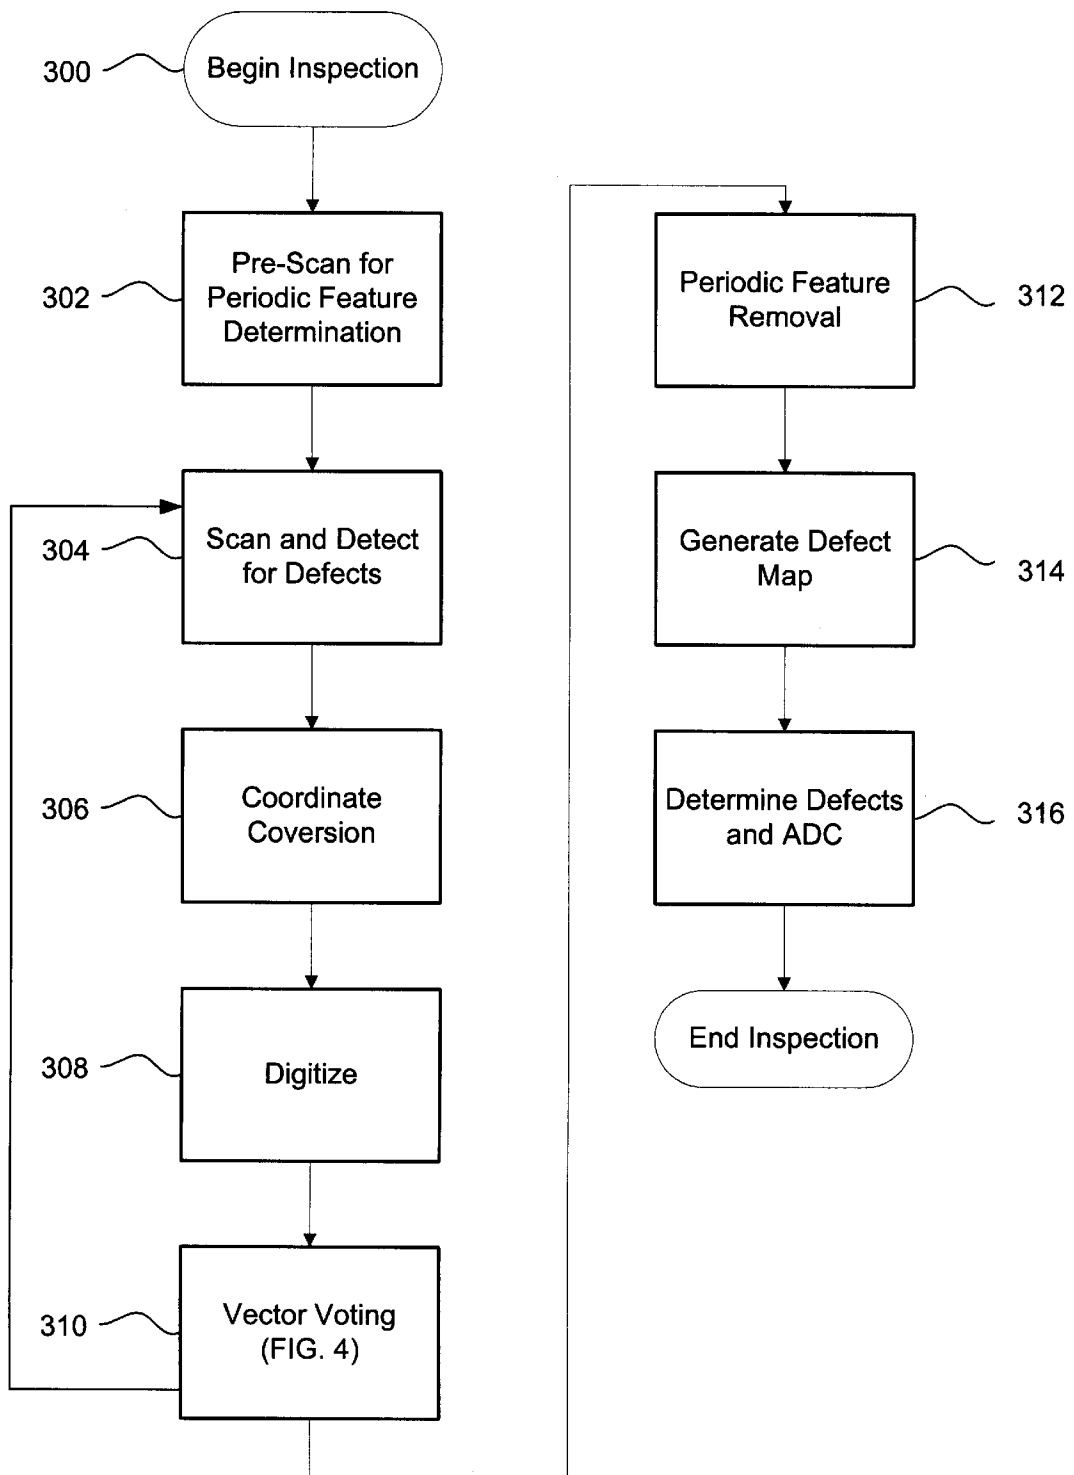 300
Begin Inspection
302
Pre-Scan for
Periodic Feature
Determination
304
Scan and Detect
for Defects
306
Coordinate
Coversion
308
Digitize
310
Vector Voting
(FIG. 4)
Periodic Feature
Removal
312
Generate Defect
Map
314
Determine Defects
and ADC
316
End Inspection